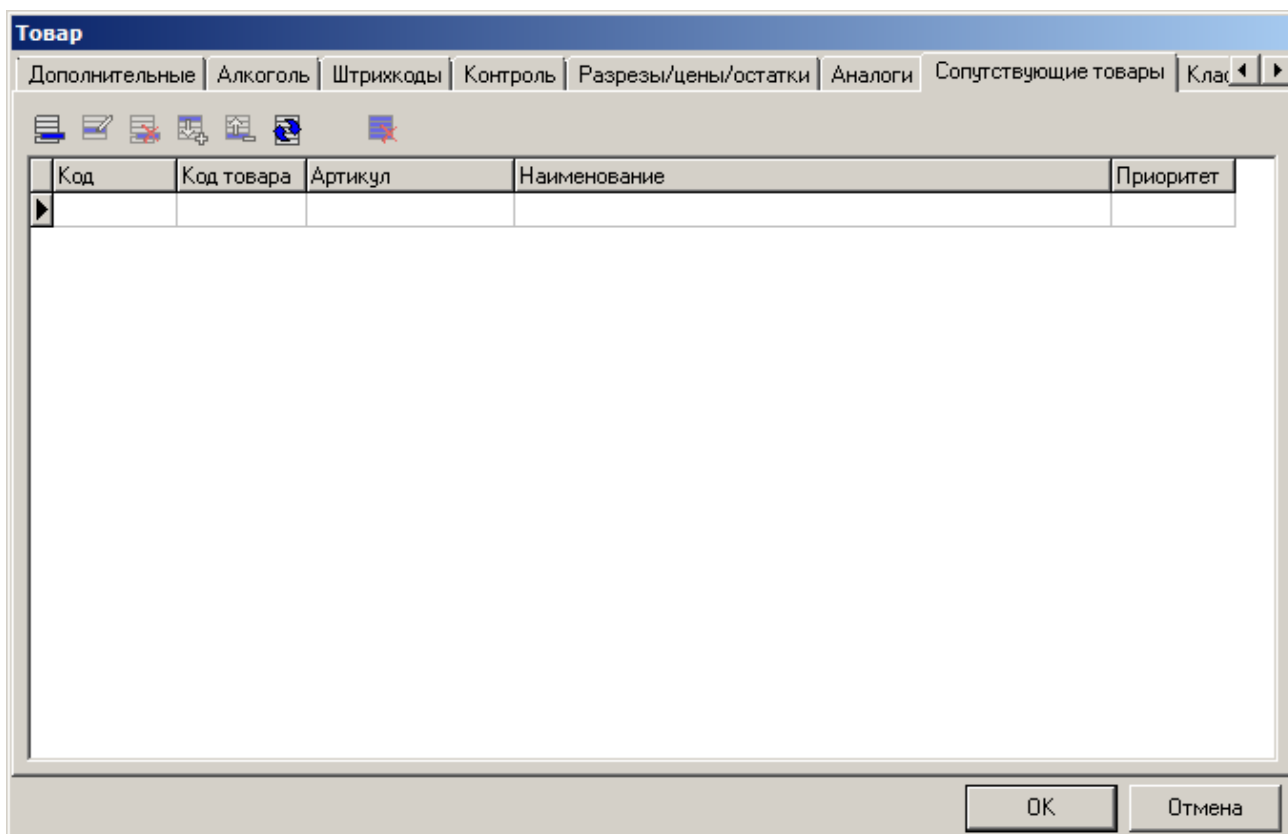 Товар
Дополнительные Алкоголь Штрихкоды Контроль Разрезы/цены/остатки Аналоги Сопутствующие товары Клас
Код Код товара Артикул Наименование Приоритет
OK Отмена